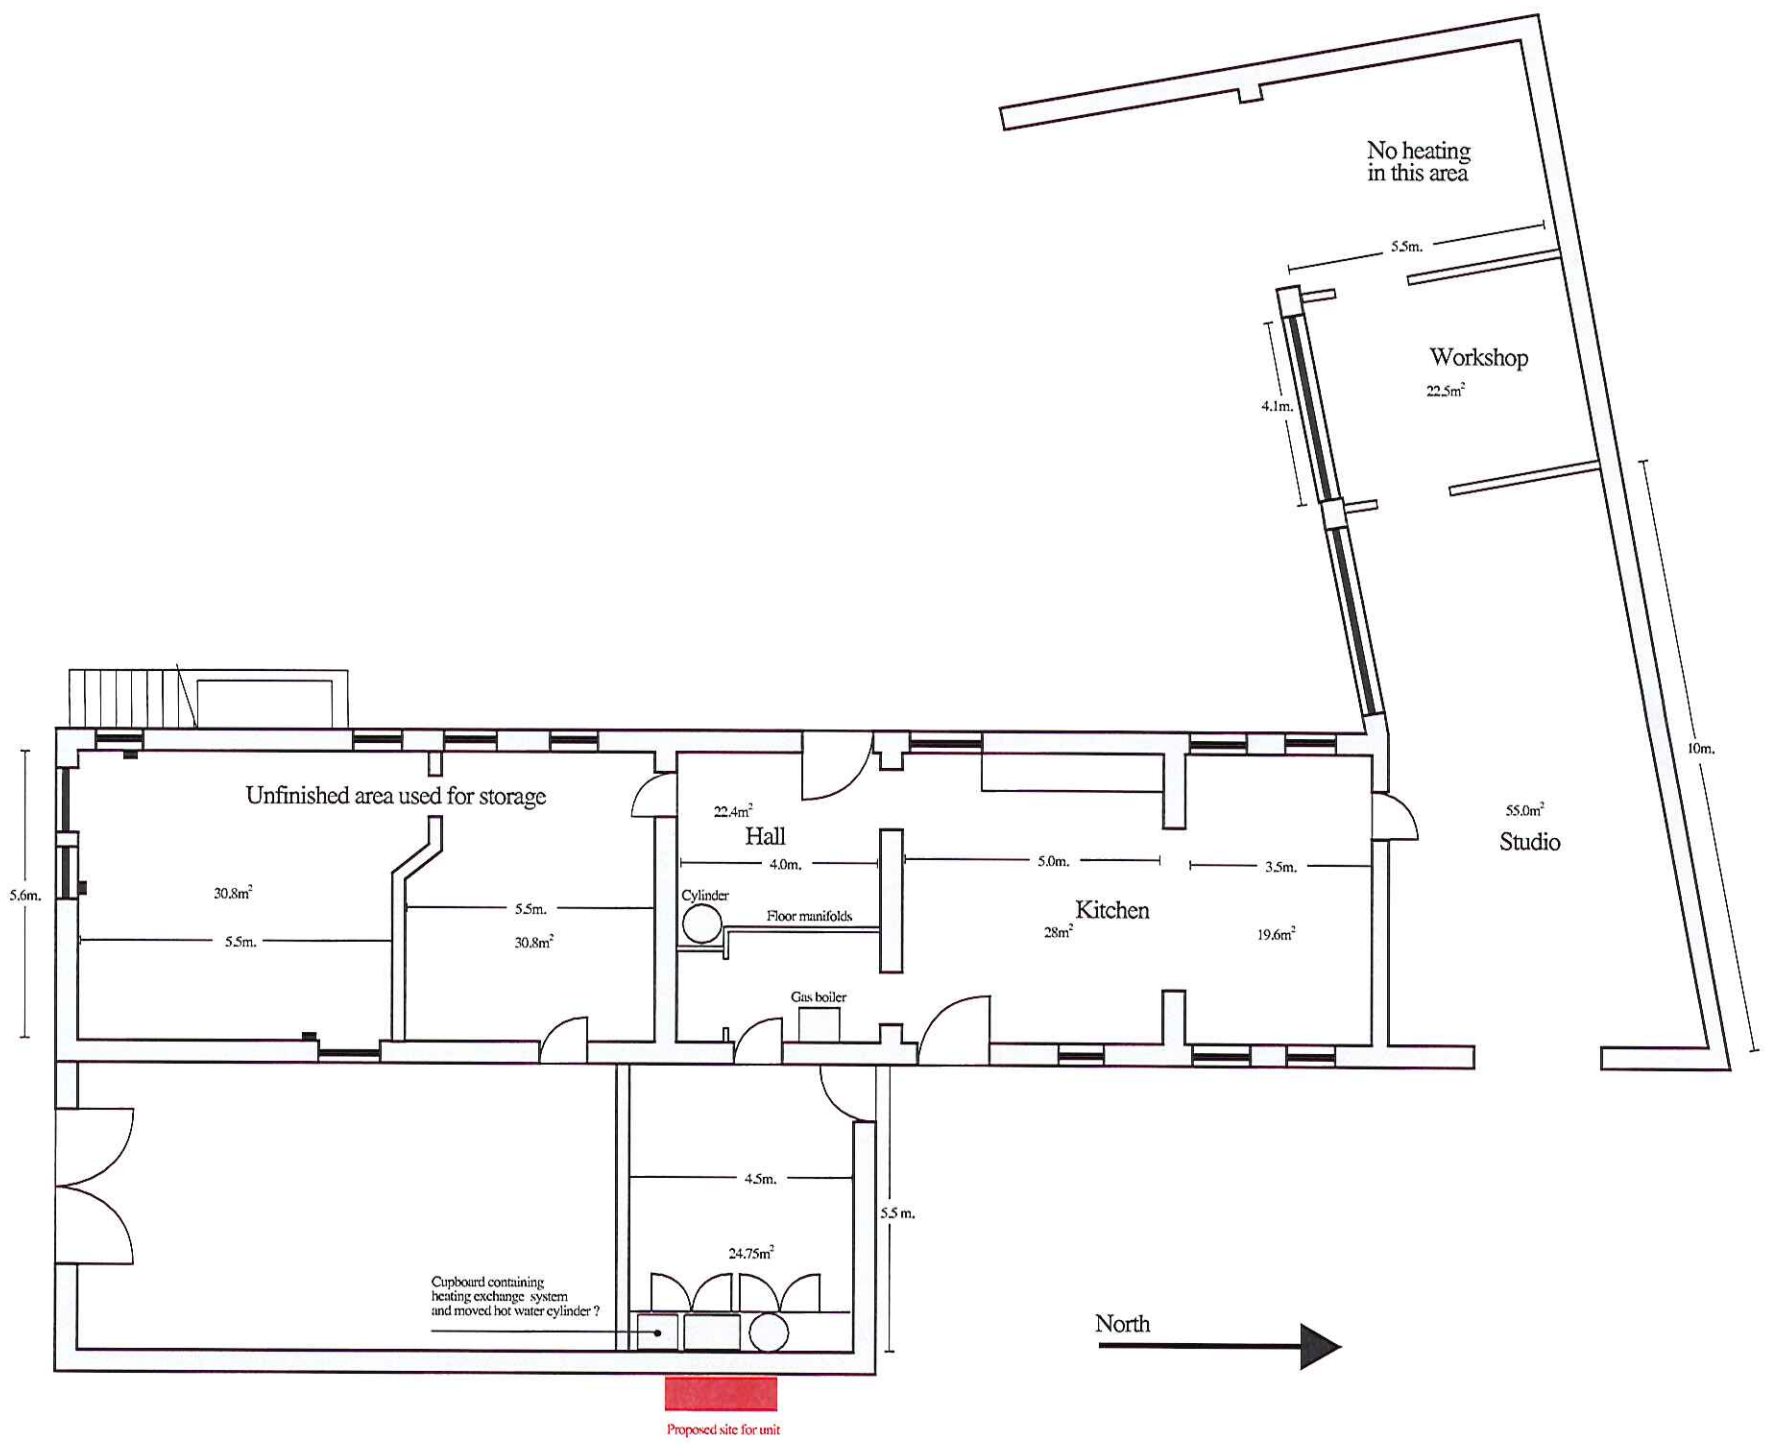 No heating
in this area
5.5m.
Workshop
22.5m²
4.1m.
10m.
Unfinished area used for storage
22.4m²
Hall
4.0m.
5.0m.
3.5m.
55.0m²
Studio
5.6m.
30.8m²
5.5m.
Cylinder
Floor manifolds
Kitchen
28m²
19.6m²
5.5m.
30.8m²
Gas boiler
4.5m.
5.5 m.
24.75m²
Cupboard containing
heating exchange system
and moved hot water cylinder ?
North
Proposed site for unit